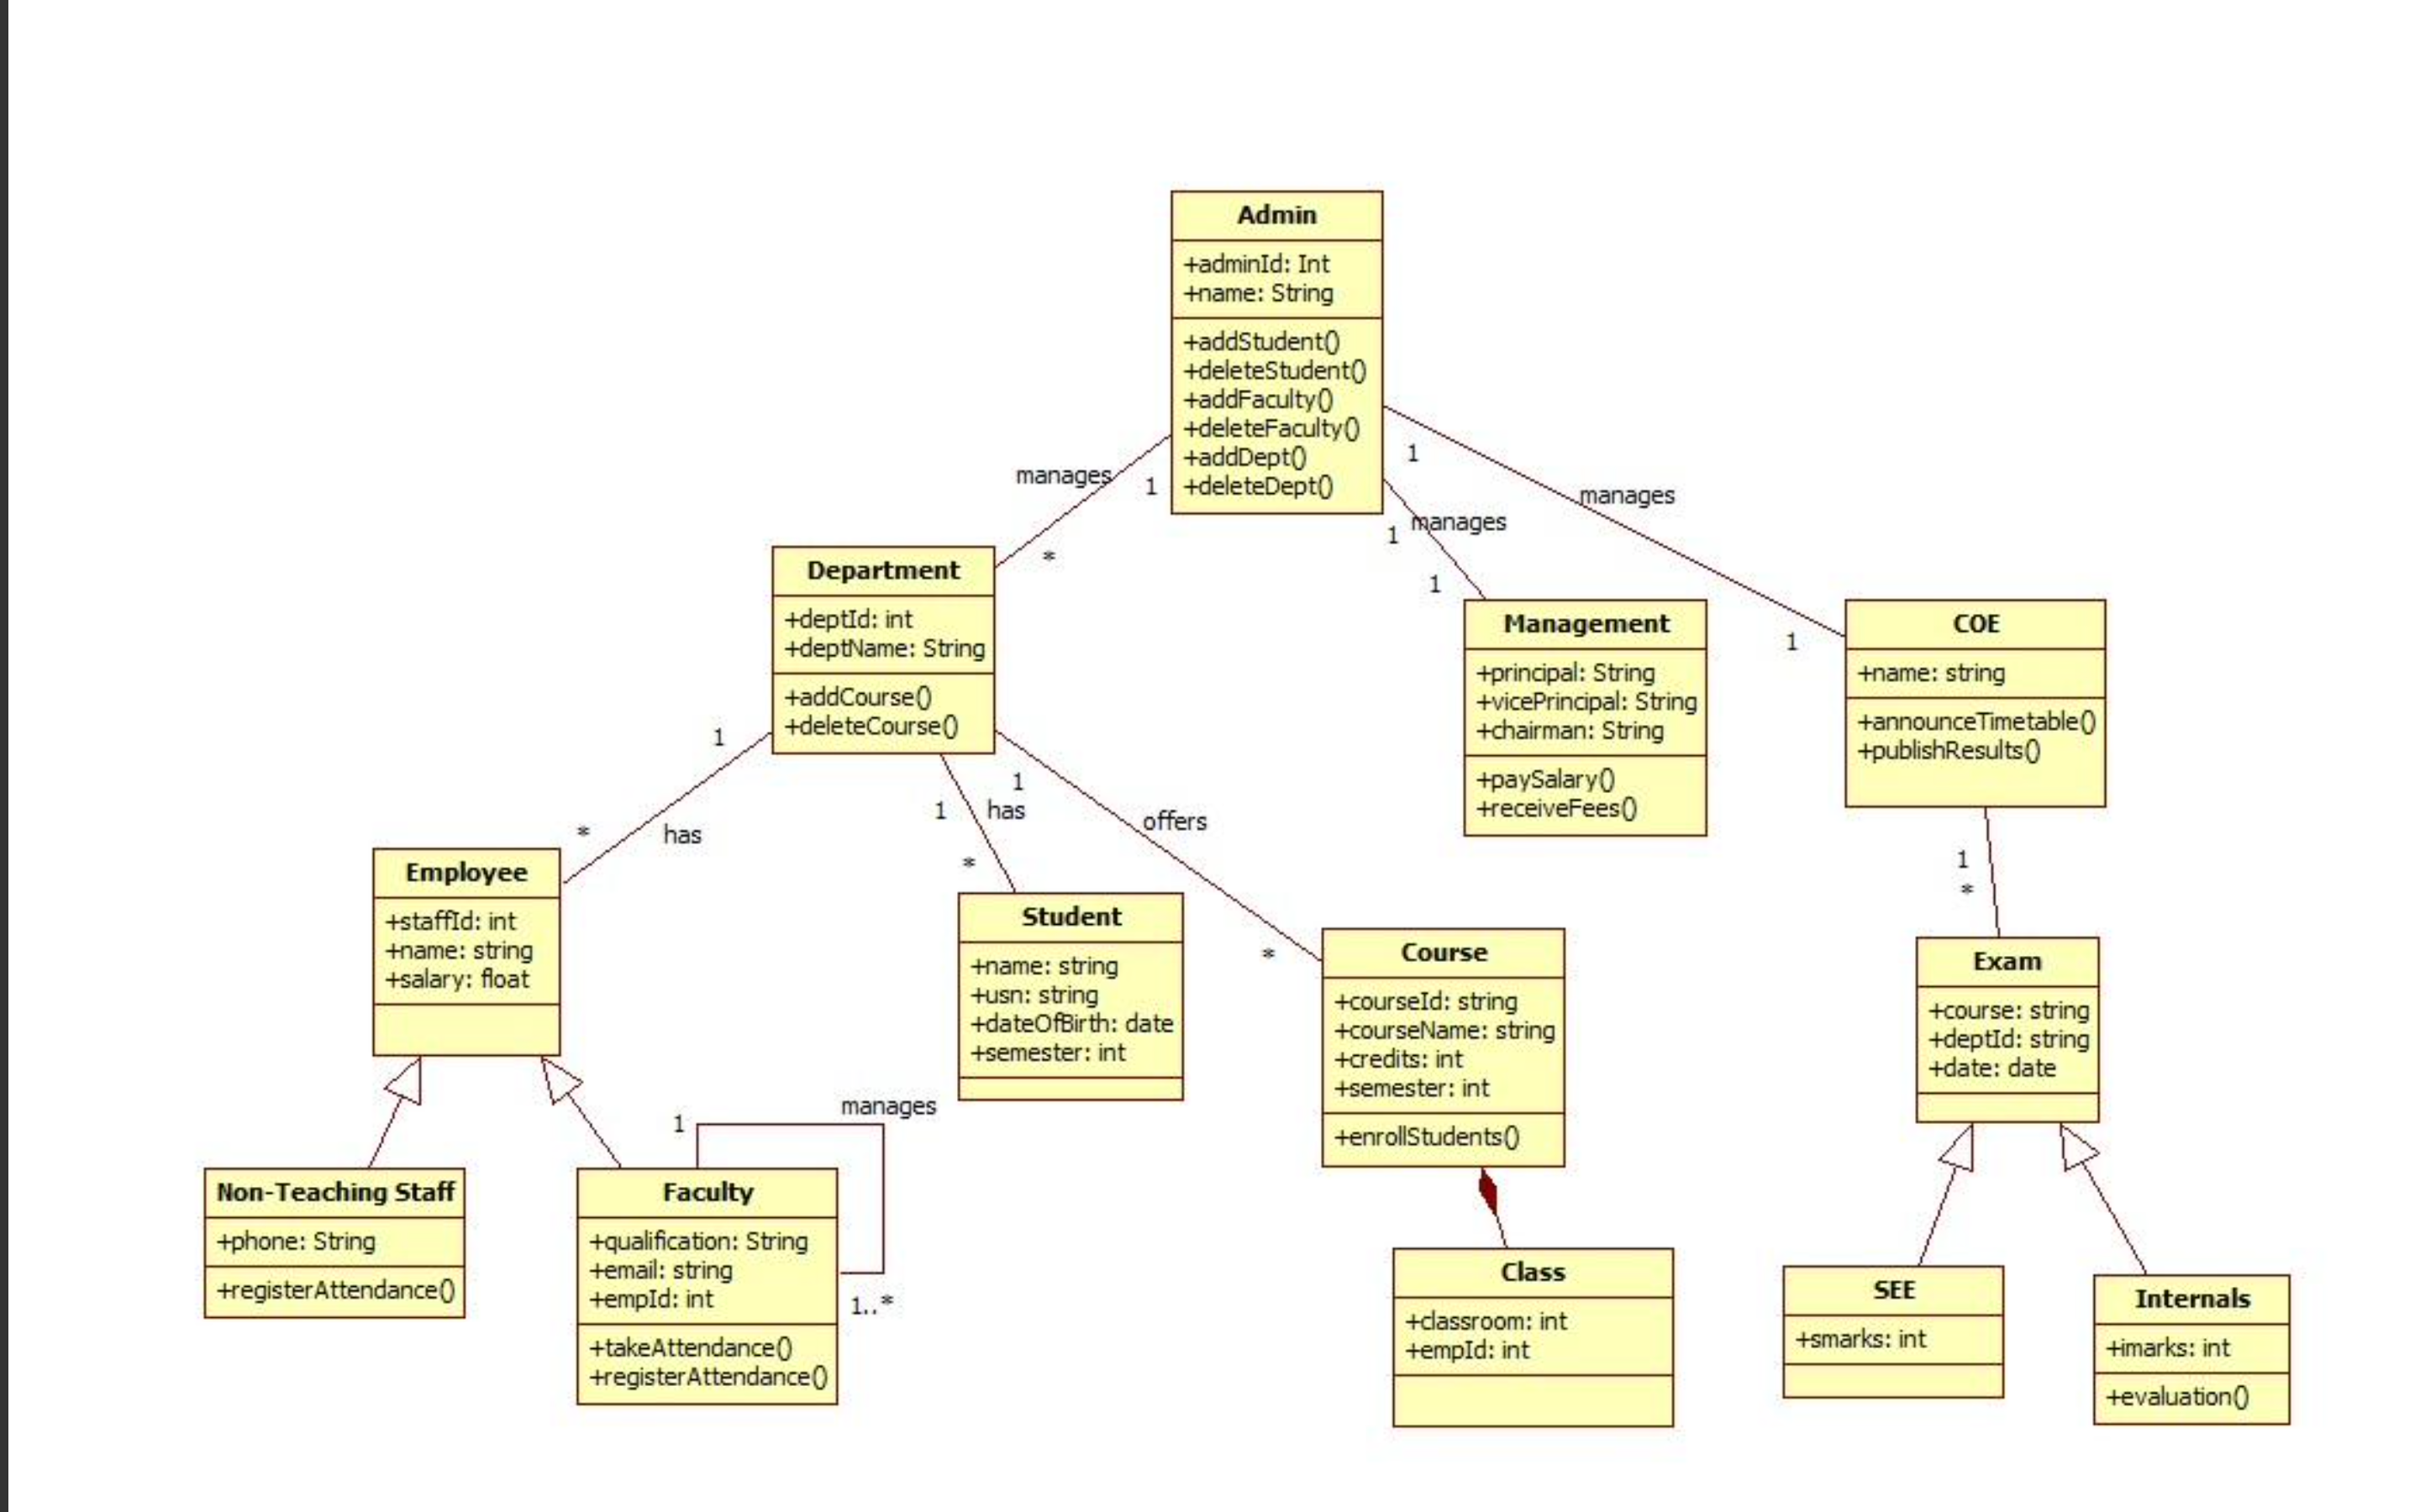 Admin
+adminId: Int
+name: String
+addStudent()
+deleteStudent()
+addFaculty()
+deleteFaculty()
+addDept()
+deleteDept()
manages
1
*
1
manages
1
1
manages
1
Department
+deptId: int
+deptName: String
+addCourse()
+deleteCourse()
Management
+principal: String
+vicePrincipal: String
+chairman: String
+paySalary()
+receiveFees()
COE
+name: string
+announceTimetable()
+publishResults()
1
*
has
1
has
*
1
offers
*
1
*
Employee
+staffId: int
+name: string
+salary: float
Student
+name: string
+usn: string
+dateOfBirth: date
+semester: int
Course
+courseId: string
+courseName: string
+credits: int
+semester: int
+enrollStudents()
Exam
+course: string
+deptId: string
+date: date
manages
1
1..*
Non-Teaching Staff
+phone: String
+registerAttendance()
Faculty
+qualification: String
+email: string
+empId: int
+takeAttendance()
+registerAttendance()
Class
+classroom: int
+empId: int
SEE
+smarks: int
Internals
+imarks: int
+evaluation()